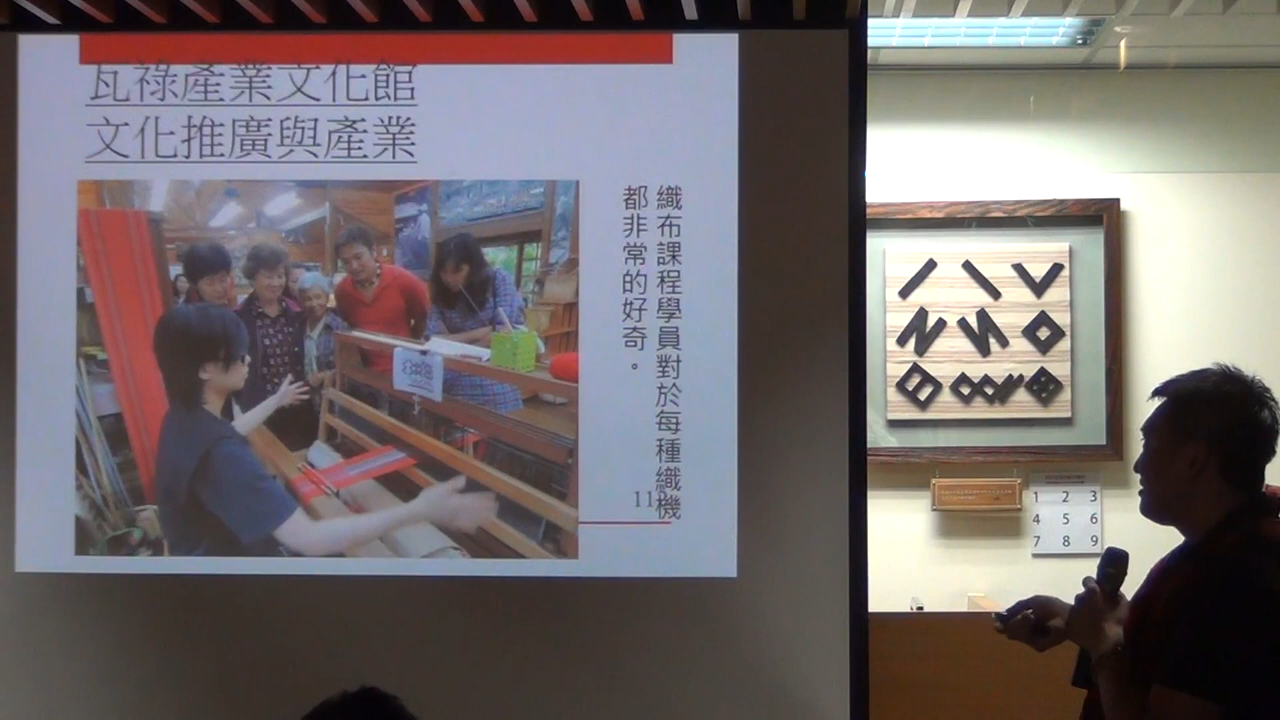 瓦祿產業文化館
文化推廣與產業
織布課程學員對於每種織機
都非常的好奇。
1 2 3
4 5 6
7 8 9